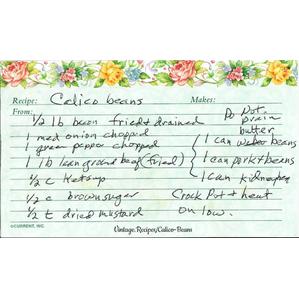 Recipe: Calico beans
Makes:
From:
1/2 lb bacon fried & drained
1 med onion chopped
1 green pepper chopped
1 lb lean ground beef (fried)
1/2 c Ketsup
1/2 c brown sugar
1/2 t dried mustard
Do Not
drain
butter
1 can water beans
1 can pork & beans
1 can kidney beans
Crock Pot & heat
on low.
©CURRENT, INC.
Vintage.Recipes/Calico-Beans